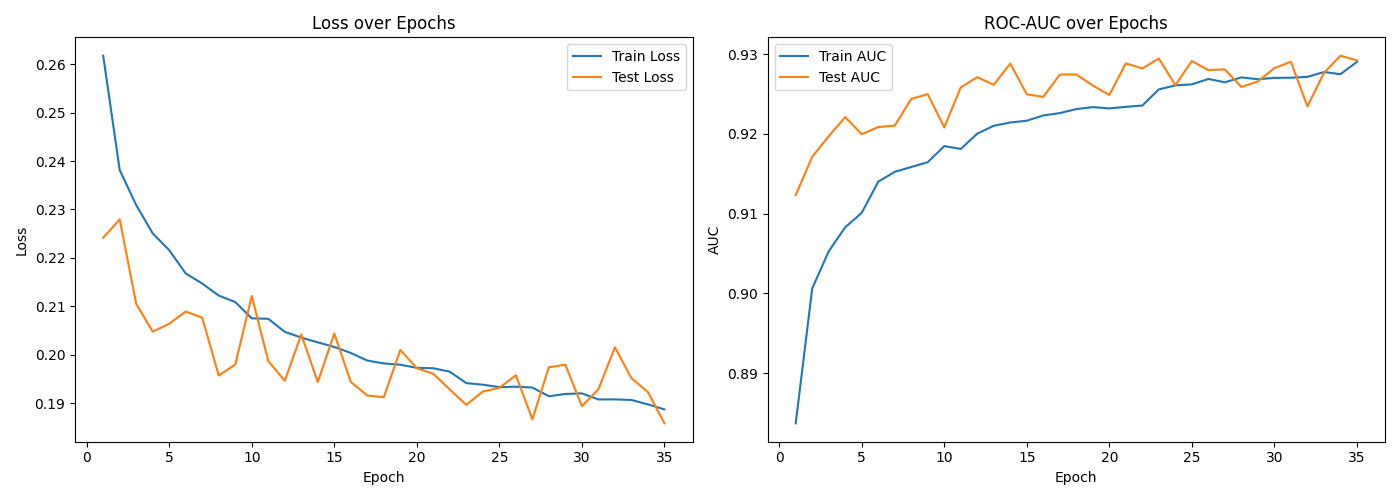 Loss over Epochs
Train Loss
Test Loss
0.26
0.25
0.24
0.23
0.22
0.21
0.20
0.19
Loss
0 5 10 15 20 25 30 35
Epoch
ROC-AUC over Epochs
Train AUC
Test AUC
0.93
0.92
0.91
0.90
0.89
AUC
0 5 10 15 20 25 30 35
Epoch